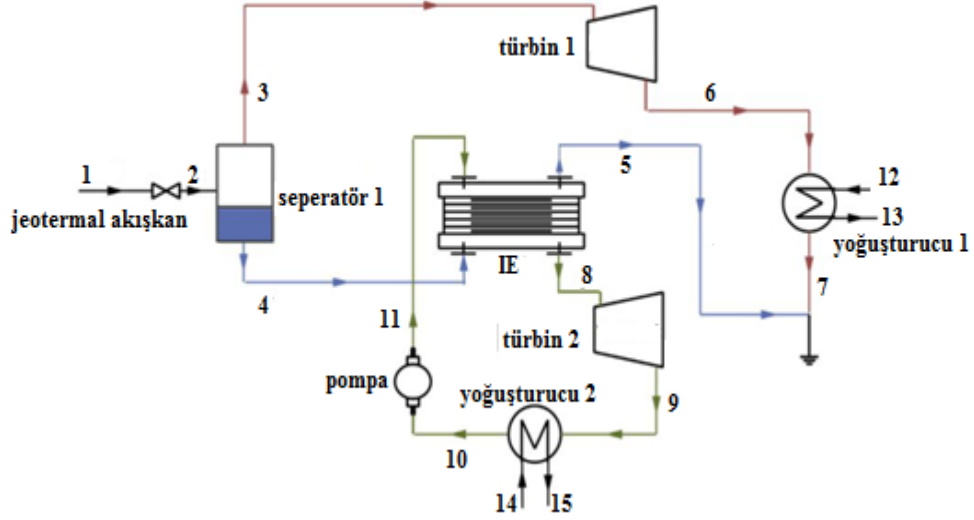 türbin 1
3
6
1
2
5
12
seperatör 1
13
jeotermal akışkan
yoğuşturucu 1
IE
8
7
4
11
türbin 2
pompa
yoğuşturucu 2
9
10
14
15